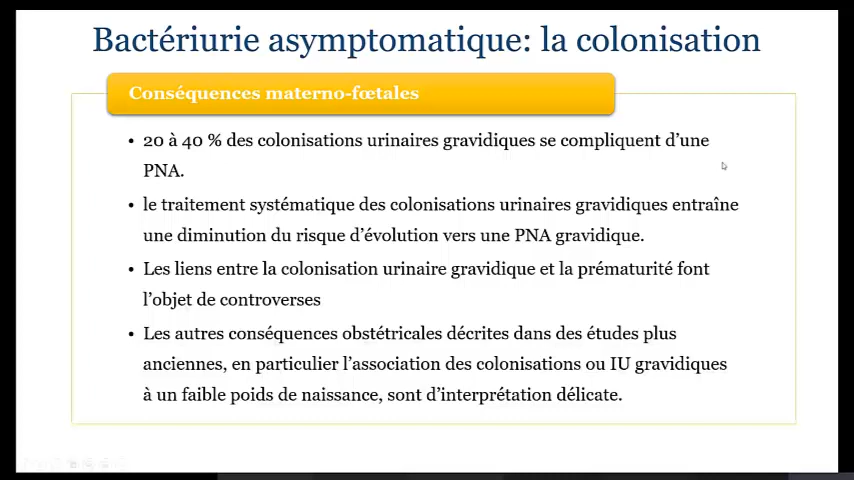 Bactériurie asymptomatique: la colonisation
Conséquences materno-fœtales
• 20 à 40 % des colonisations urinaires gravidiques se compliquent d’une
PNA.
• le traitement systématique des colonisations urinaires gravidiques entraîne
une diminution du risque d’évolution vers une PNA gravidique.
• Les liens entre la colonisation urinaire gravidique et la prématurité font
l’objet de controverses
• Les autres conséquences obstétricales décrites dans des études plus
anciennes, en particulier l’association des colonisations ou IU gravidiques
à un faible poids de naissance, sont d’interprétation délicate.